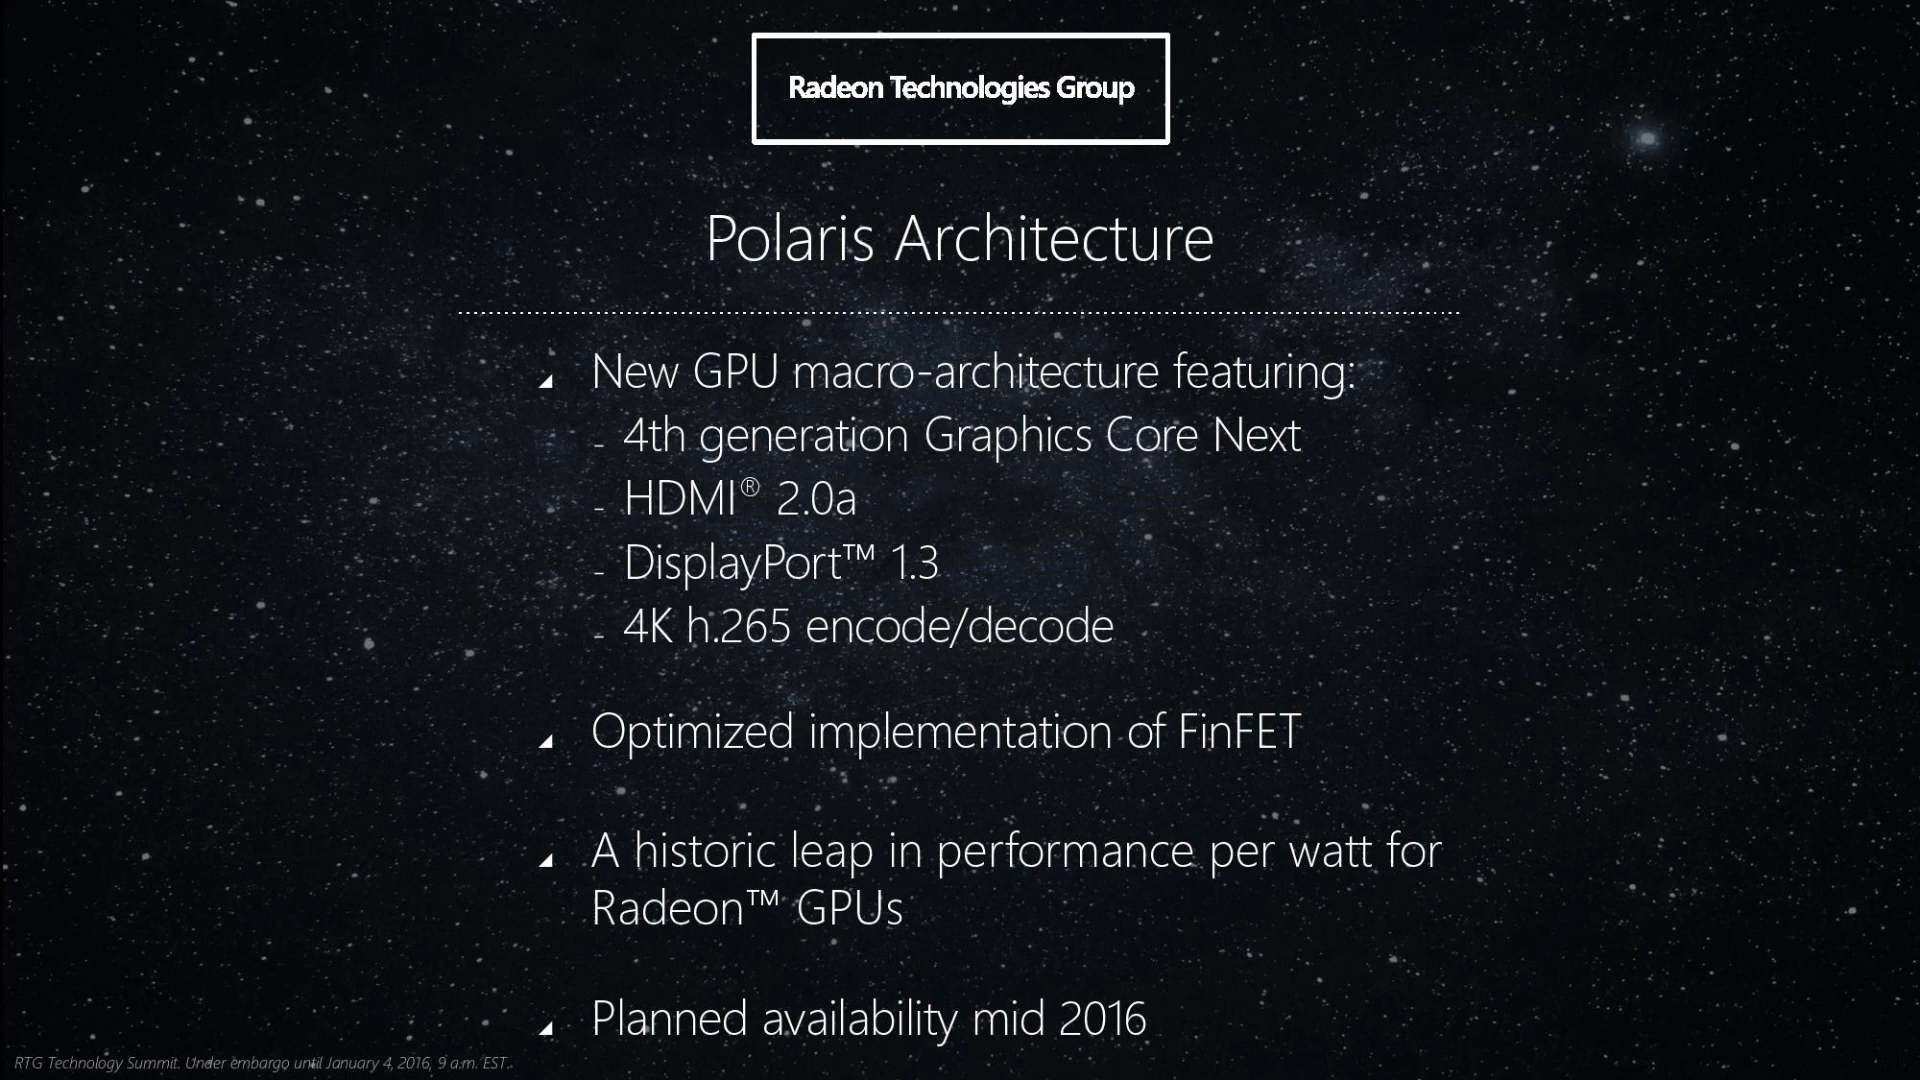 Radeon Technologies Group
Polaris Architecture
New GPU macro-architecture featuring:
- 4th generation Graphics Core Next
- HDMI® 2.0a
- DisplayPort™ 1.3
- 4K h.265 encode/decode
Optimized implementation of FinFET
A historic leap in performance per watt for
Radeon™ GPUs
Planned availability mid 2016
RTG Technology Summit. Under embargo until January 4, 2016, 9 a.m. EST.